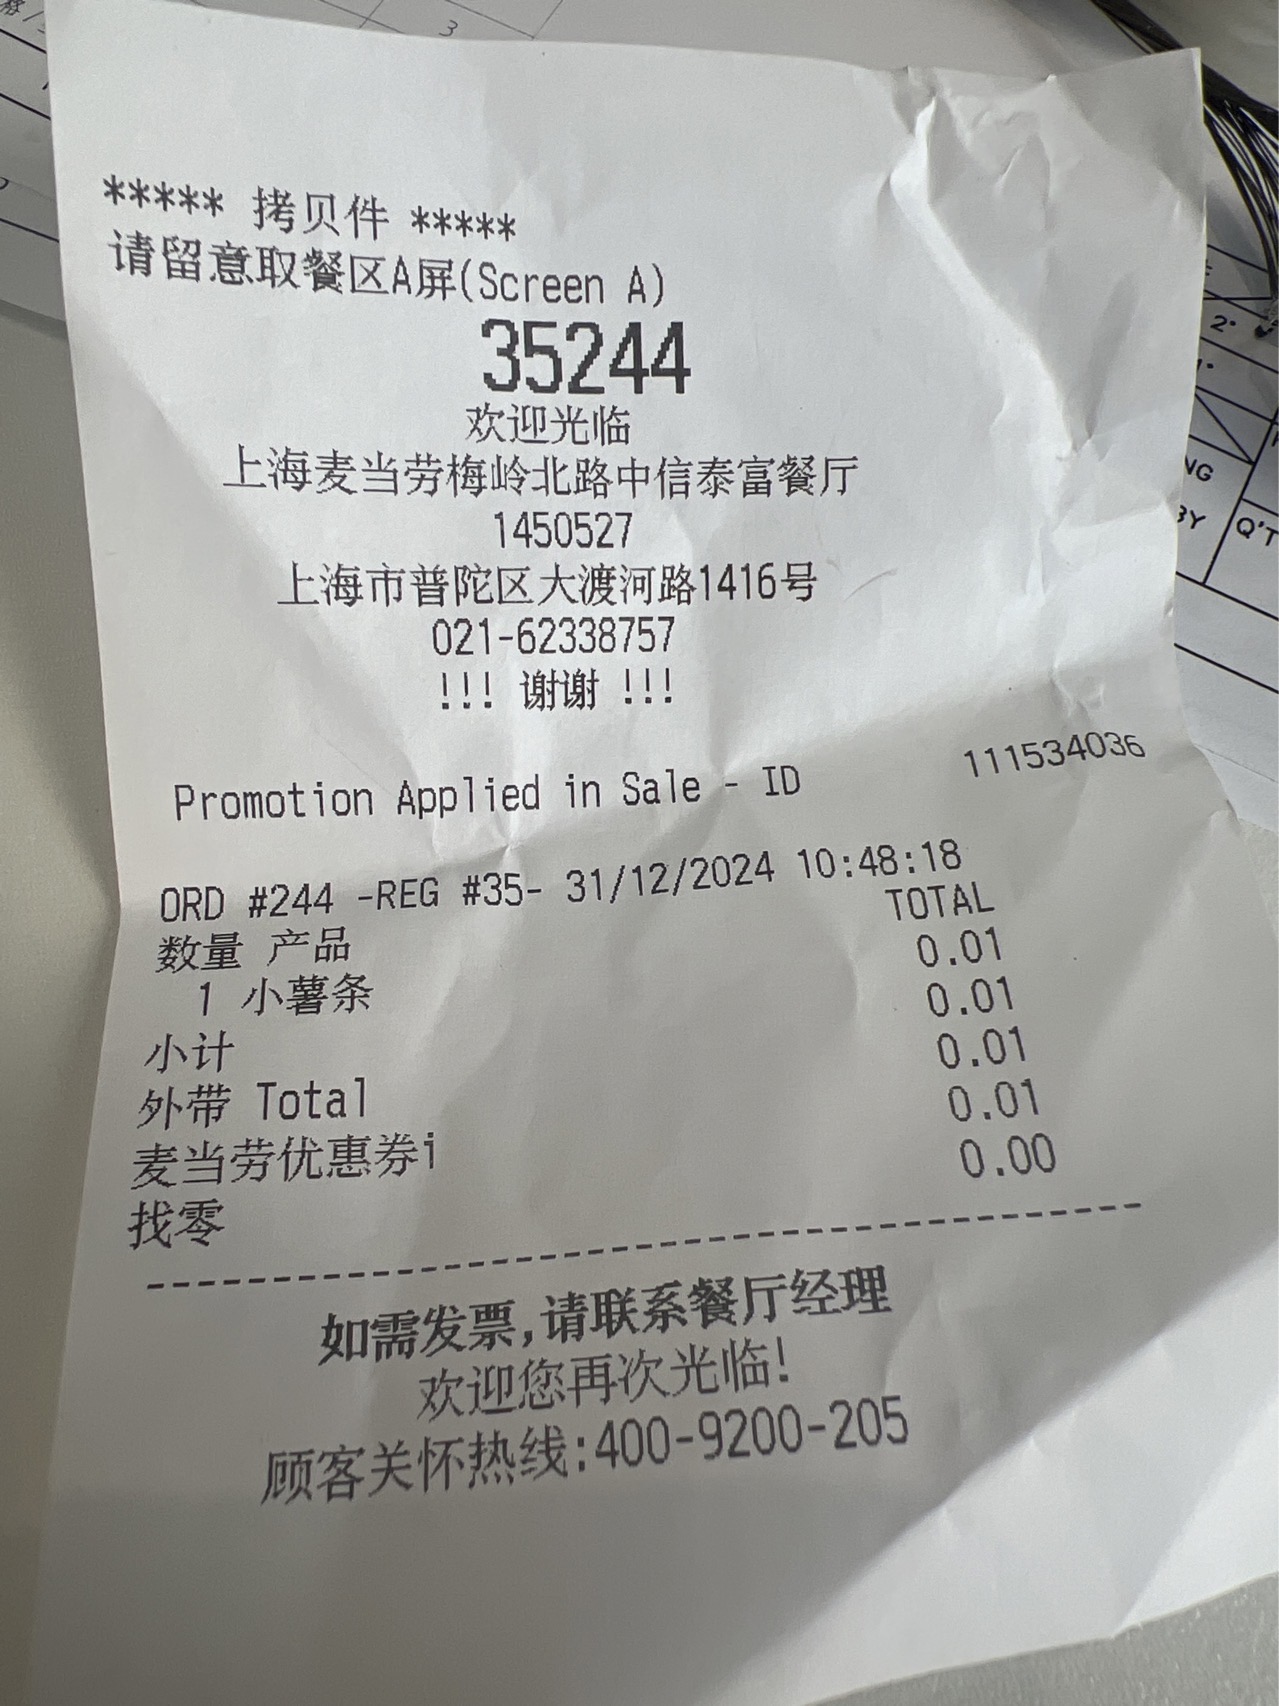 3
***** 拷贝件 *****
请留意取餐区A屏(Screen A)
35244
欢迎光临
上海麦当劳梅岭北路中信泰富餐厅
1450527
上海市普陀区大渡河路1416号
021-62338757
!!! 谢谢 !!!
Promotion Applied in Sale - ID 111534036
ORD #244 -REG #35- 31/12/2024 10:48:18
数量 产品 TOTAL
1 小薯条 0.01
小计 0.01
外带 Total 0.01
麦当劳优惠券i 0.01
找零 0.00
如需发票,请联系餐厅经理
欢迎您再次光临!
顾客关怀热线:400-9200-205
2°
NG
BY
Q'T